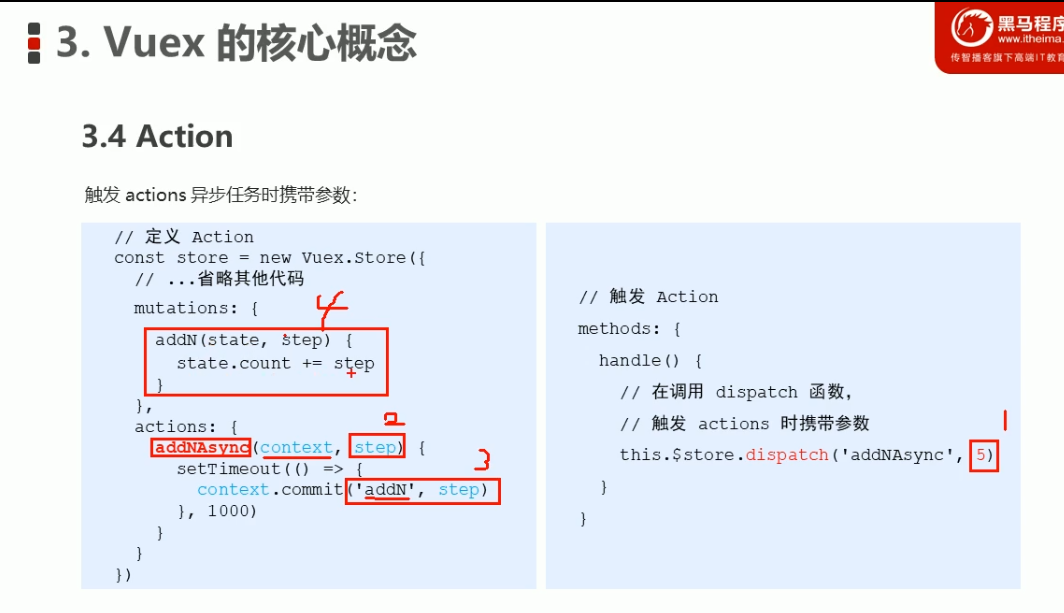 3. Vuex 的核心概念
黑马程序
www.itheima.
传智播客旗下高端IT教育
3.4 Action
触发 actions 异步任务时携带参数:
// 定义 Action
const store = new Vuex.Store({
// ...省略其他代码
mutations: {
4
addN(state, step) {
state.count += step
}
},
2
actions: {
addNAsync(context, step) {
3
setTimeout(() => {
context.commit('addN', step)
}, 1000)
}
}
})
// 触发 Action
methods: {
handle() {
// 在调用 dispatch 函数，
// 触发 actions 时携带参数
1
this.$store.dispatch('addNAsync', 5)
}
}